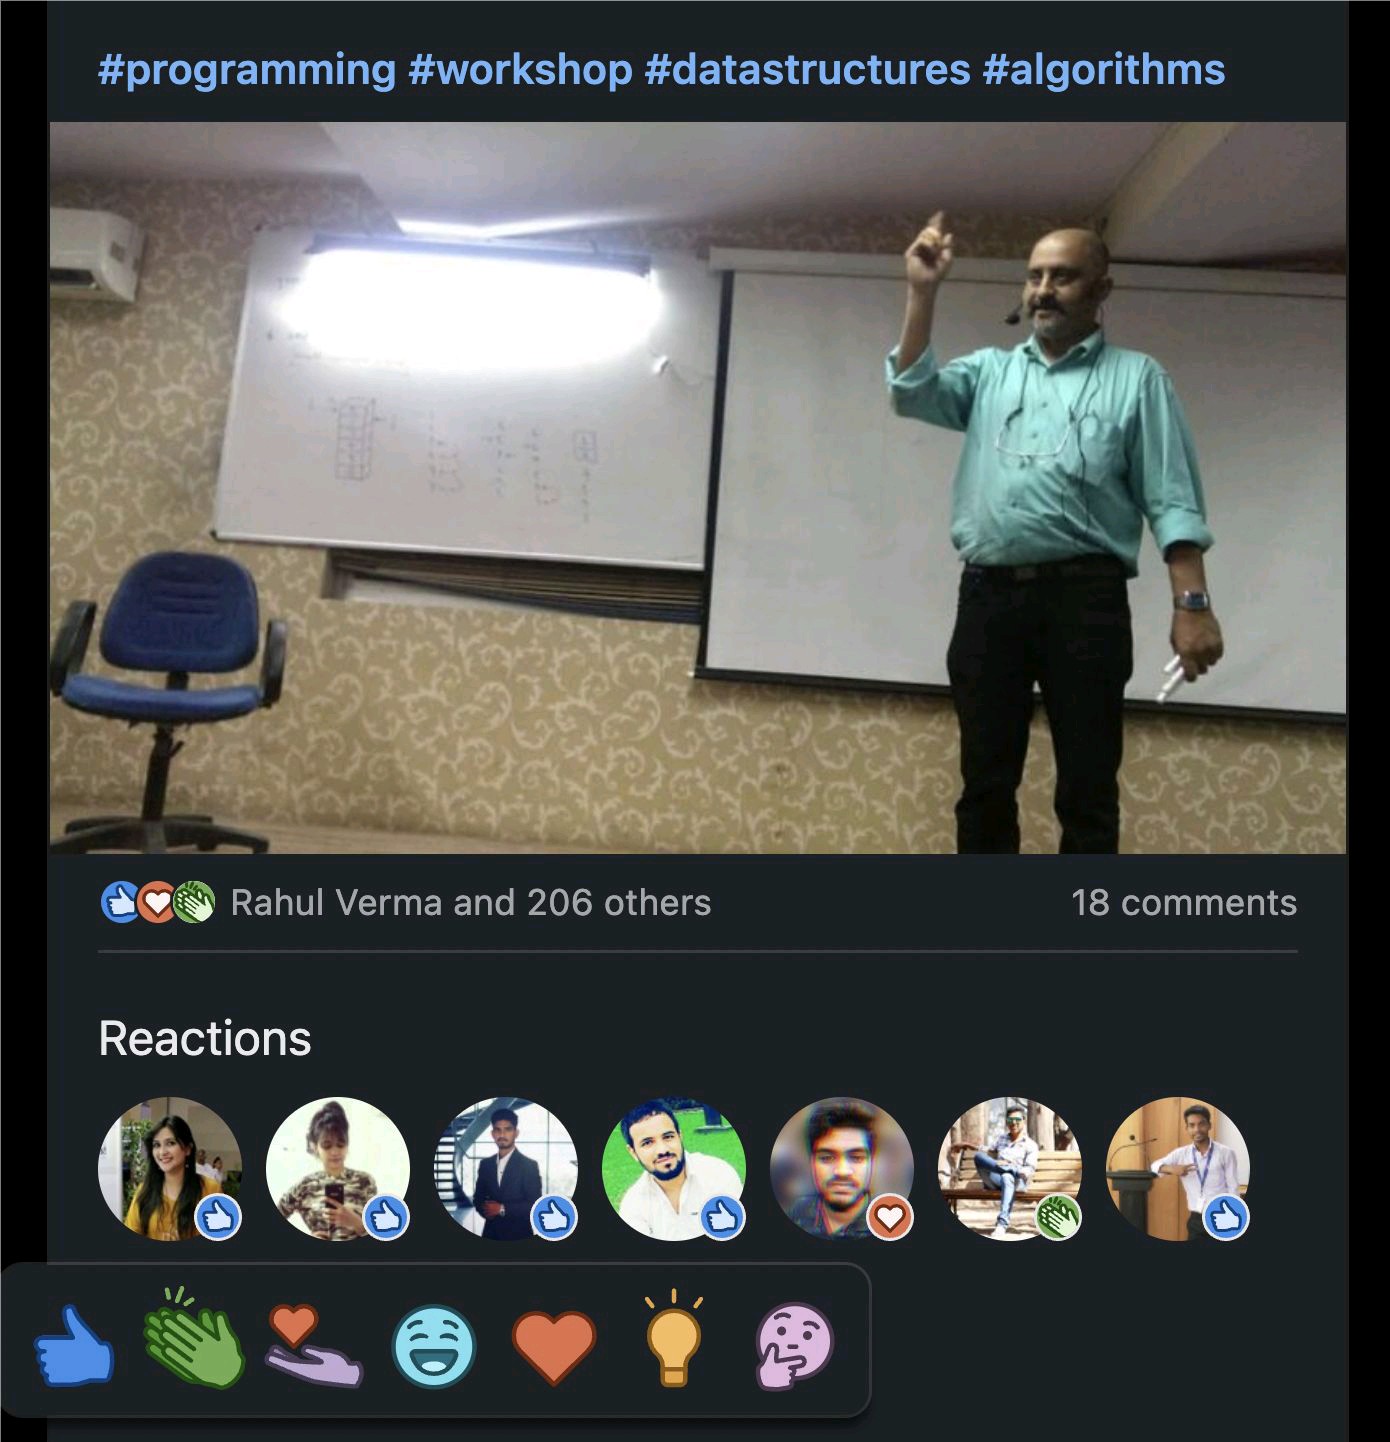 #programming #workshop #datastructures #algorithms
Rahul Verma and 206 others
18 comments
Reactions